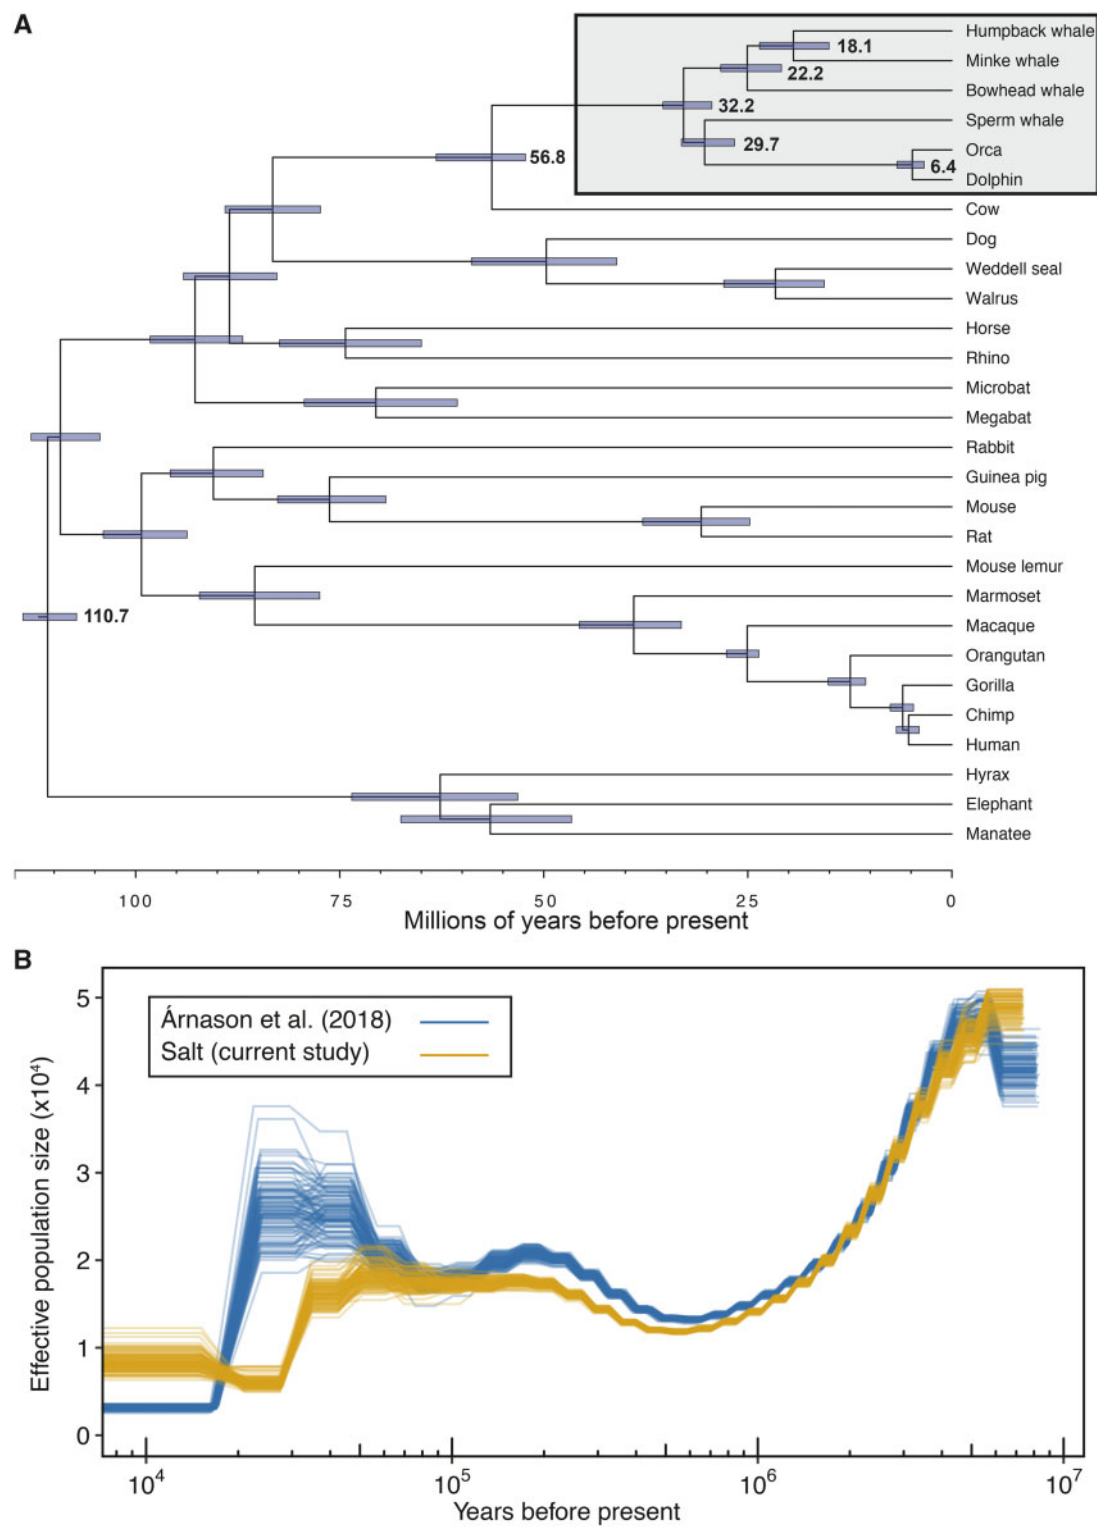 A
Humpback whale
18.1
Minke whale
22.2
Bowhead whale
32.2
Sperm whale
29.7
Orca
6.4
Dolphin
56.8
Cow
Dog
Weddell seal
Walrus
Horse
Rhino
Microbat
Megabat
Rabbit
Guinea pig
Mouse
Rat
Mouse lemur
Marmoset
110.7
Macaque
Orangutan
Gorilla
Chimp
Human
Hyrax
Elephant
Manatee
100 75 50 25 0
Millions of years before present
B
5
Árnason et al. (2018)
Salt (current study)
4
3
2
1
0
Effective population size (x10⁴)
10⁴ 10⁵ 10⁶ 10⁷
Years before present